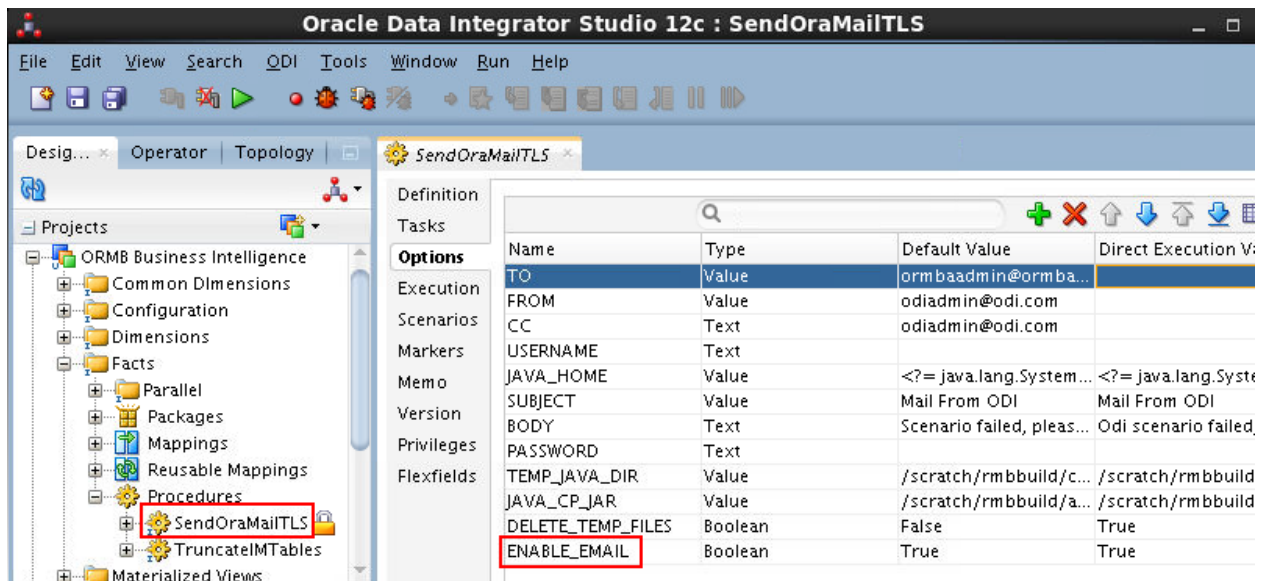 Oracle Data Integrator Studio 12c : SendOraMailTLS
File Edit View Search ODI Tools Window Run Help
Desig... Operator Topology
SendOraMailTLS
Projects
ORMB Business Intelligence
Common DImensions
Configuration
Dimensions
Facts
Parallel
Packages
Mappings
Reusable Mappings
Procedures
SendOraMailTLS
TruncateIMTables
Materialized Views
Definition
Tasks
Options
Execution
Scenarios
Markers
Memo
Version
Privileges
Flexfields
Name Type Default Value Direct Execution Va
TO Value ormbaadmin@ormba...
FROM Value odiadmin@odi.com
CC Text odiadmin@odi.com
USERNAME Text
JAVA_HOME Value <?= java.lang.System... <?= java.lang.Syste
SUBJECT Value Mail From ODI Mail From ODI
BODY Text Scenario failed, pleas... Odi scenario failed,
PASSWORD Text
TEMP_JAVA_DIR Value /scratch/rmbbuild/c... /scratch/rmbbuild
JAVA_CP_JAR Value /scratch/rmbbuild/a... /scratch/rmbbuild
DELETE_TEMP_FILES Boolean False True
ENABLE_EMAIL Boolean True True